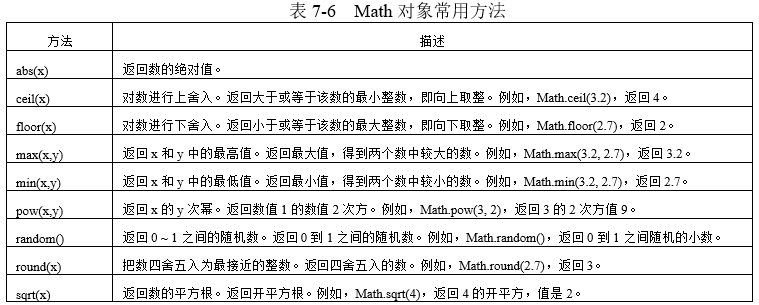 表 7-6 Math 对象常用方法
方法 描述
abs(x) 返回数的绝对值。
ceil(x) 对数进行上舍入。返回大于或等于该数的最小整数，即向上取整。例如，Math.ceil(3.2)，返回 4。
floor(x) 对数进行下舍入。返回小于或等于该数的最大整数，即向下取整。例如，Math.floor(2.7)，返回 2。
max(x,y) 返回 x 和 y 中的最高值。返回最大值，得到两个数中较大的数。例如，Math.max(3.2, 2.7)，返回 3.2。
min(x,y) 返回 x 和 y 中的最低值。返回最小值，得到两个数中较小的数。例如，Math.min(3.2, 2.7)，返回 2.7。
pow(x,y) 返回 x 的 y 次幂。返回数值 1 的数值 2 次方。例如，Math.pow(3, 2)，返回 3 的 2 次方值 9。
random() 返回 0 ~ 1 之间的随机数。返回 0 到 1 之间的随机数。例如，Math.random()，返回 0 到 1 之间随机的小数。
round(x) 把数四舍五入为最接近的整数。返回四舍五入的数。例如，Math.round(2.7)，返回 3。
sqrt(x) 返回数的平方根。返回开平方根。例如，Math.sqrt(4)，返回 4 的开平方，值是 2。